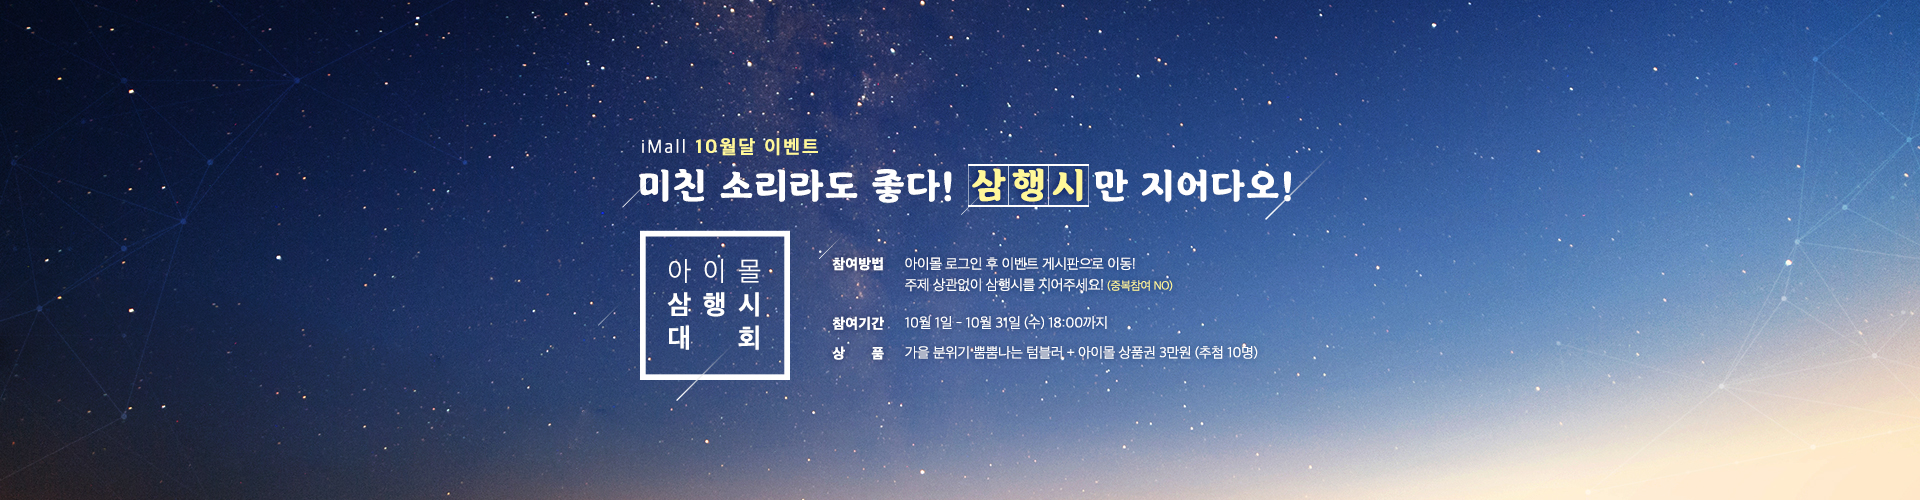 iMall 10월달 이벤트
미친 소리라도 좋다! 삼행시만 지어다오!
아이몰
삼행시
대 회
참여방법 아이몰 로그인 후 이벤트 게시판으로 이동!
주제 상관없이 삼행시를 지어주세요! (중복참여 NO)
참여기간 10월 1일 - 10월 31일 (수) 18:00까지
상 품 가을 분위기 뿜뿜나는 텀블러 + 아이몰 상품권 3만원 (추첨 10명)